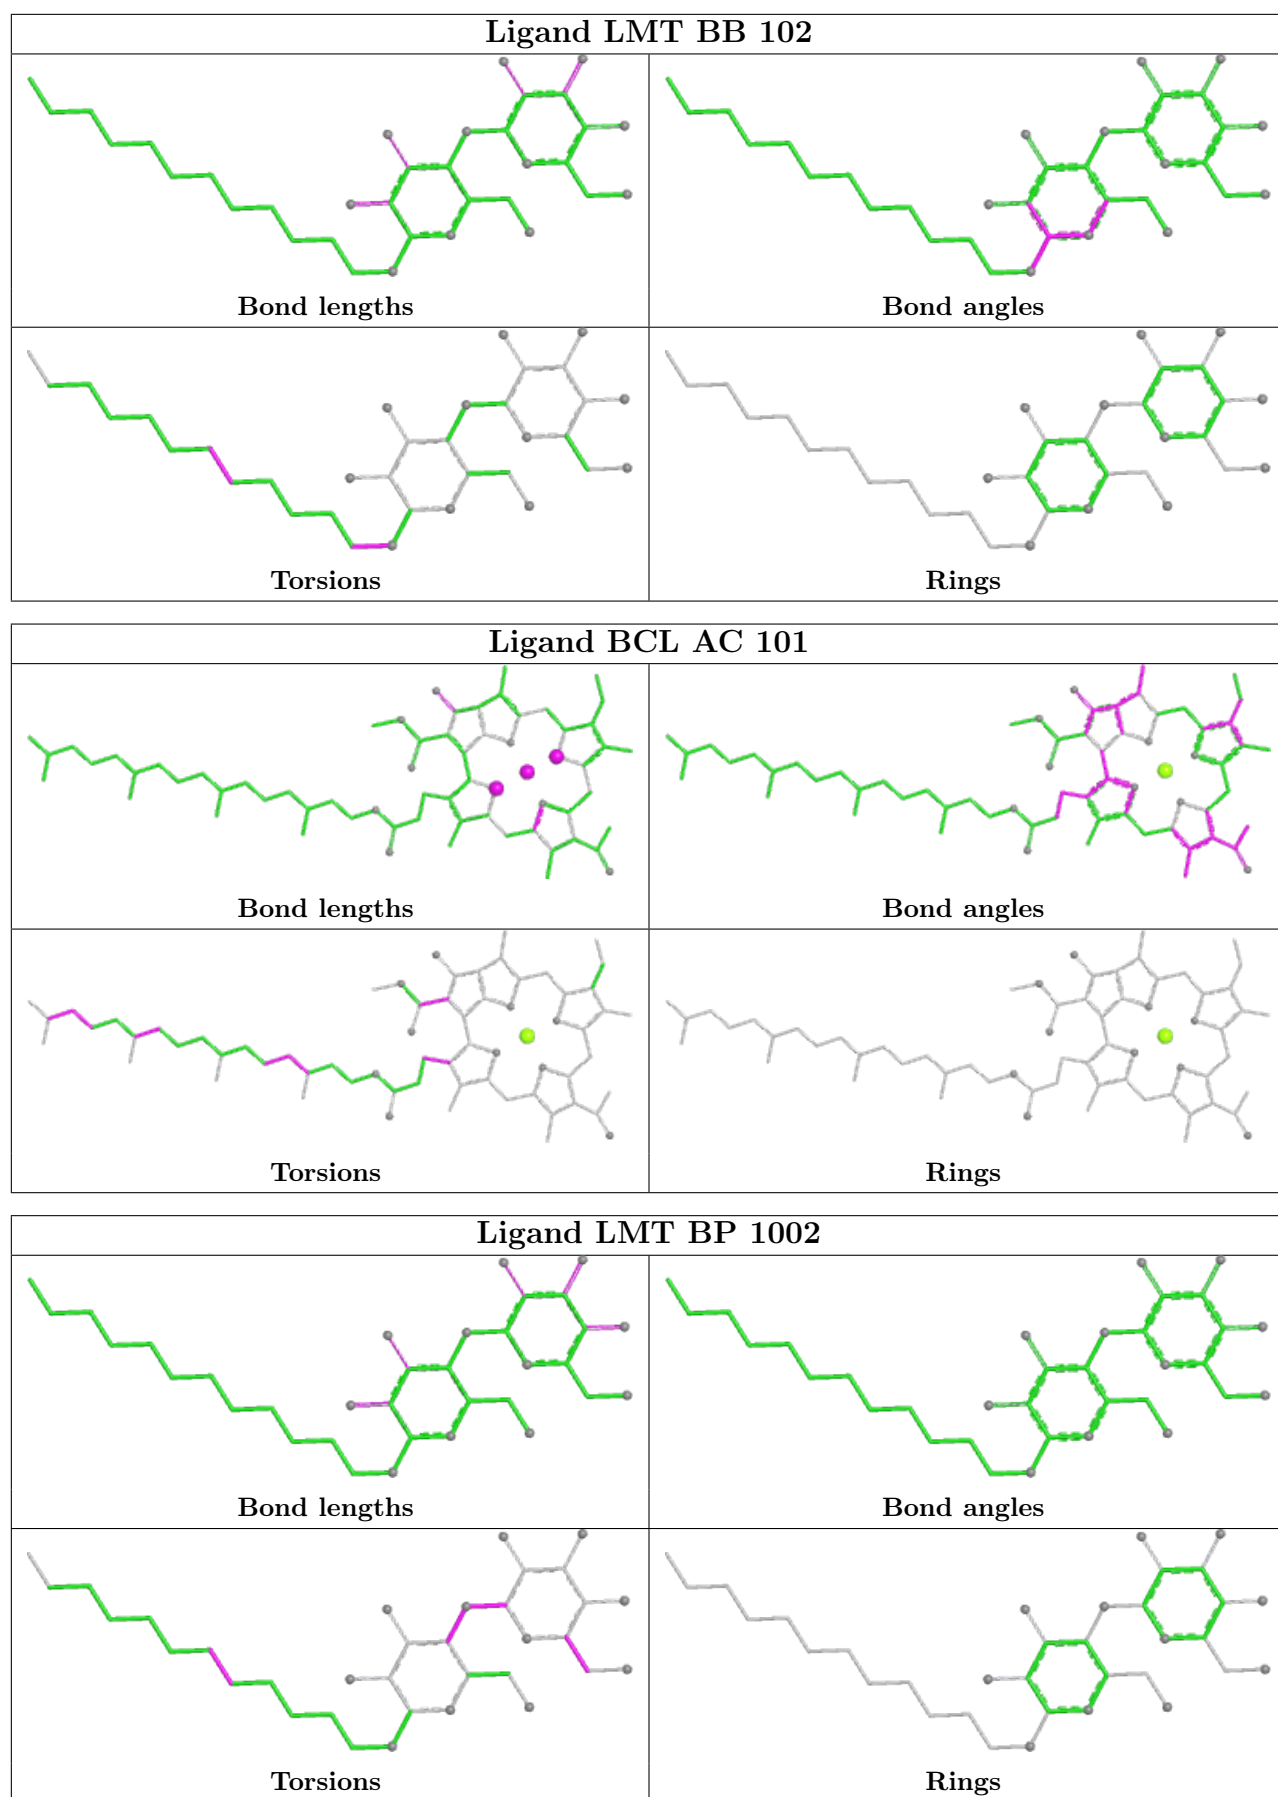 Ligand LMT BB 102
Bond lengths
Bond angles
Torsions
Rings
Ligand BCL AC 101
Bond lengths
Bond angles
Torsions
Rings
Ligand LMT BP 1002
Bond lengths
Bond angles
Torsions
Rings